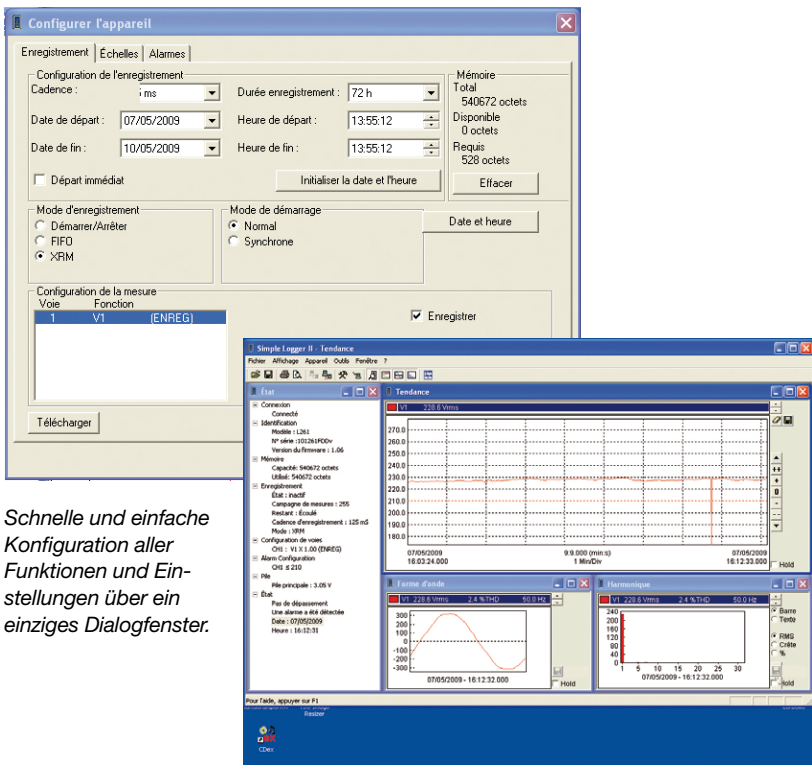 Configurer l'appareil
Enregistrement Échelles Alarmes
Configuration de l'enregistrement
Cadence : ms Durée enregistrement : 72 h
Date de départ : 07/05/2009 Heure de départ : 13:55:12
Date de fin : 10/05/2009 Heure de fin : 13:55:12
Départ immédiat Initialiser la date et l'heure
Mémoire
Total
540672 octets
Disponible
0 octets
Requis
528 octets
Effacer
Mode d'enregistrement
Démarrer/Arrêter
FIFO
XRM
Mode de démarrage
Normal
Synchrone
Date et heure
Configuration de la mesure
Voie Fonction
1 V1 (ENREG)
Enregistrer
Télécharger
Schnelle und einfache
Konfiguration aller
Funktionen und Ein-
stellungen über ein
einziges Dialogfenster.
Simple Logger II - Tendance
Fichier Affichage Appareil Outils Fenêtre ?
État
Connexion
Connecté
Identification
Modèle : L261
N° série :101261FDDv
Version du firmware : 1.06
Mémoire
Capacité: 540672 octets
Utilisé: 540672 octets
Enregistrement
État : inactif
Campagne de mesures : 255
Restant : Écoulé
Cadence d'enregistrement : 125 mS
Mode : XRM
Configuration de voies
CH1 : V1 X 1.00 (ENREG)
Alarm Configuration
CH1 ≤ 210
Pile
Pile principale : 3.05 V
État
Pas de dépassement
Une alarme a été détectée
Date : 07/05/2009
Heure : 16:12:31
Tendance
V1 228.6 Vrms
270.0
260.0
250.0
240.0
230.0
220.0
210.0
200.0
190.0
180.0
07/05/2009 9:9.000 (min:s) 07/05/2009
16.03:24.000 1 Min/Div 16.12:33.000
Hold
Forme d'onde
V1 228.6 Vrms 2.4 %THD 50.0 Hz
300
200
100
0
-100
-200
-300
07/05/2009 - 16:12:32.000
Hold
Harmonique
V1 228.6 Vrms 2.4 %THD 50.0 Hz
240
200
160
120
80
40
0
1 5 10 15 20 25 30
07/05/2009 - 16:12:32.000
Barre
Texte
RMS
Crête
%
Hold
Pour l'aide, appuyer sur F1
Resizer
CDex